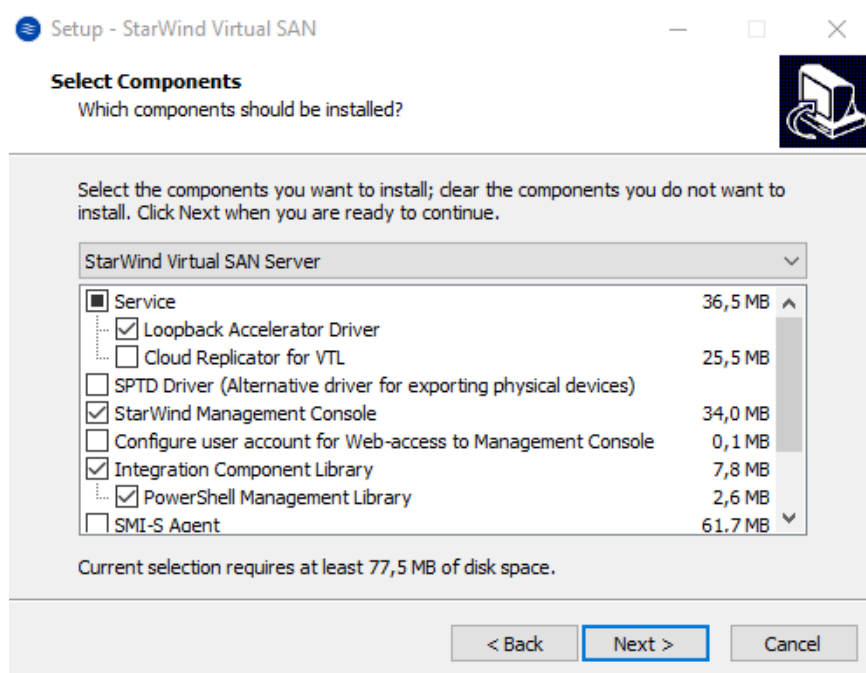 Setup - StarWind Virtual SAN
Select Components
Which components should be installed?
Select the components you want to install; clear the components you do not want to
install. Click Next when you are ready to continue.
StarWind Virtual SAN Server
Service 36,5 MB
Loopback Accelerator Driver
Cloud Replicator for VTL 25,5 MB
SPTD Driver (Alternative driver for exporting physical devices)
StarWind Management Console 34,0 MB
Configure user account for Web-access to Management Console 0,1 MB
Integration Component Library 7,8 MB
PowerShell Management Library 2,6 MB
SMI-S Agent 61,7 MB
Current selection requires at least 77,5 MB of disk space.
< Back Next > Cancel